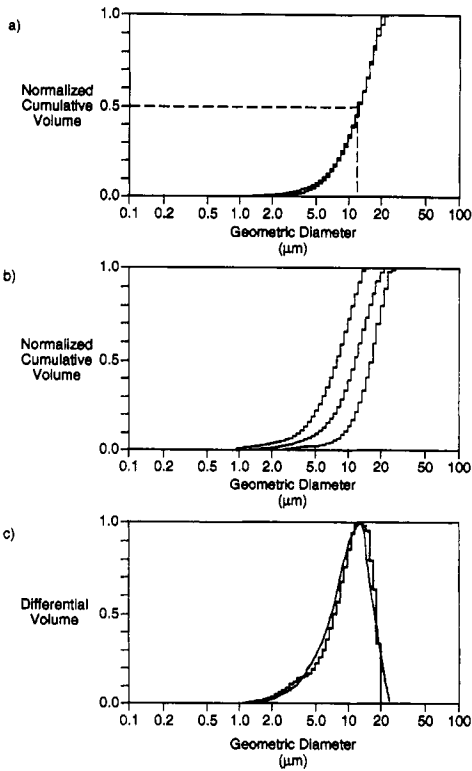 a)
1.0
Normalized
Cumulative
Volume
0.5
0.0
0.1 0.2 0.5 1.0 2.0 5.0 10 20 50 100
Geometric Diameter
(μm)
b)
1.0
Normalized
Cumulative
Volume
0.5
0.0
0.1 0.2 0.5 1.0 2.0 5.0 10 20 50 100
Geometric Diameter
(μm)
c)
1.0
Differential
Volume
0.5
0.0
0.1 0.2 0.5 1.0 2.0 5.0 10 20 50 100
Geometric Diameter
(μm)